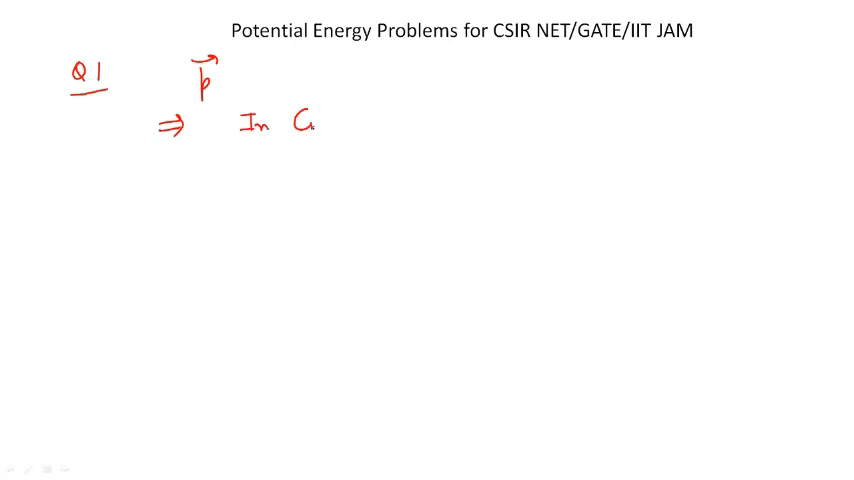 Potential Energy Problems for CSIR NET/GATE/IIT JAM
Q1 p⃗
⇒ In